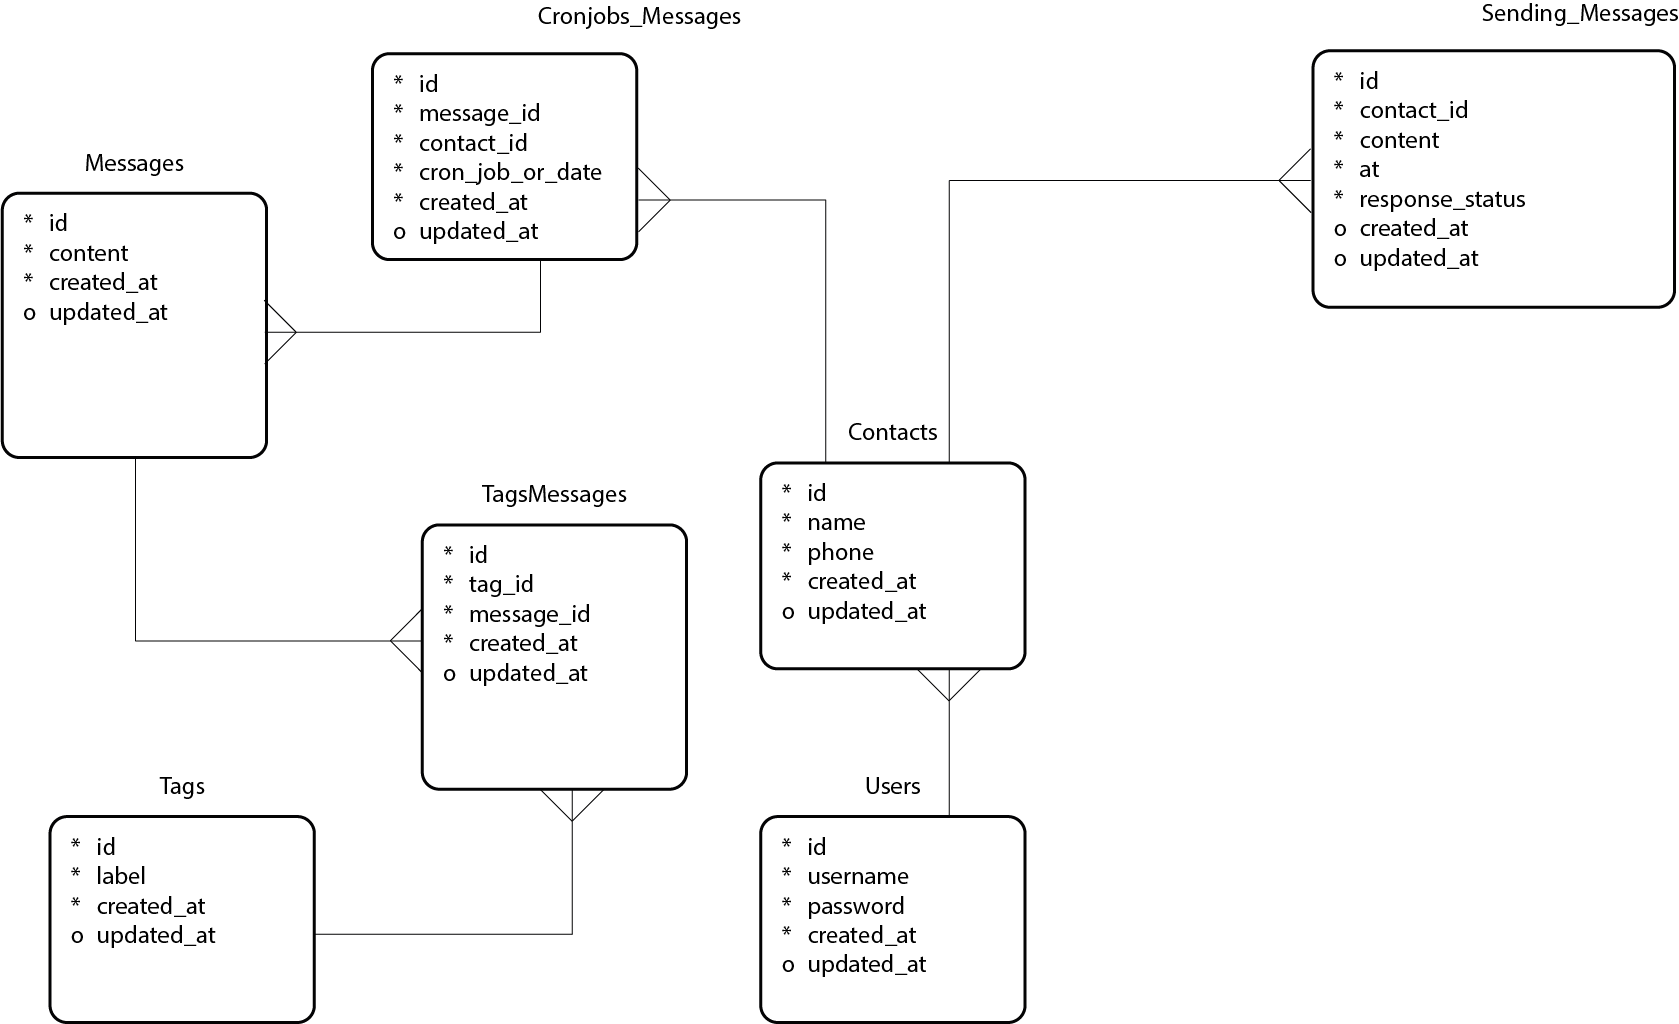 Cronjobs_Messages
* id
* message_id
* contact_id
* cron_job_or_date
* created_at
o updated_at
Sending_Messages
* id
* contact_id
* content
* at
* response_status
o created_at
o updated_at
Messages
* id
* content
* created_at
o updated_at
Contacts
* id
* name
* phone
* created_at
o updated_at
TagsMessages
* id
* tag_id
* message_id
* created_at
o updated_at
Tags
* id
* label
* created_at
o updated_at
Users
* id
* username
* password
* created_at
o updated_at